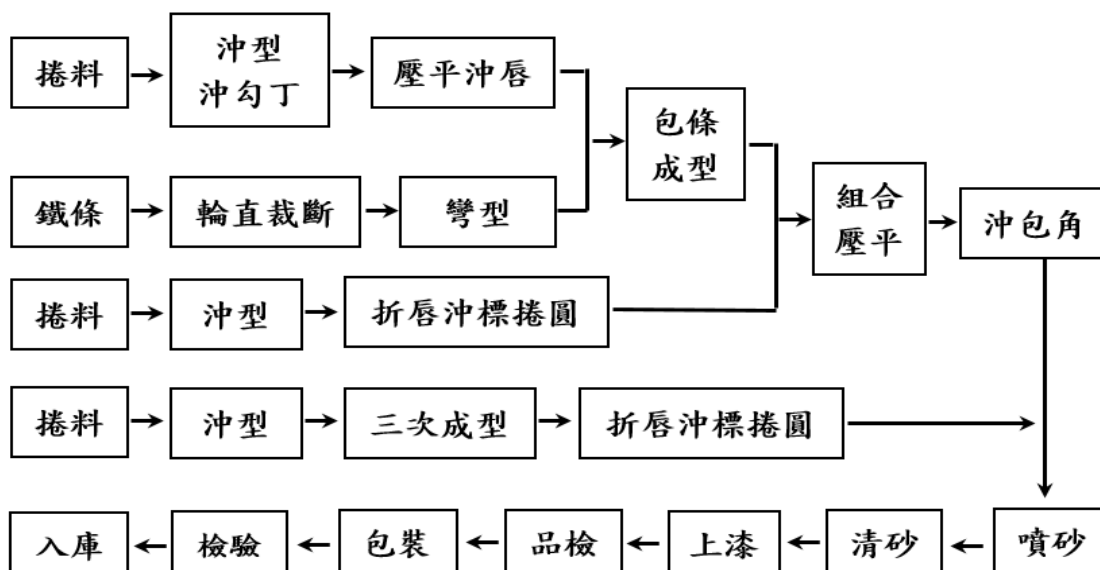 捲料
沖型
沖勾丁
壓平沖唇
包條
成型
鐵條
輪直裁斷
彎型
組合
壓平
沖包角
捲料
沖型
折唇沖標捲圓
捲料
沖型
三次成型
折唇沖標捲圓
入庫
檢驗
包裝
品檢
上漆
清砂
噴砂